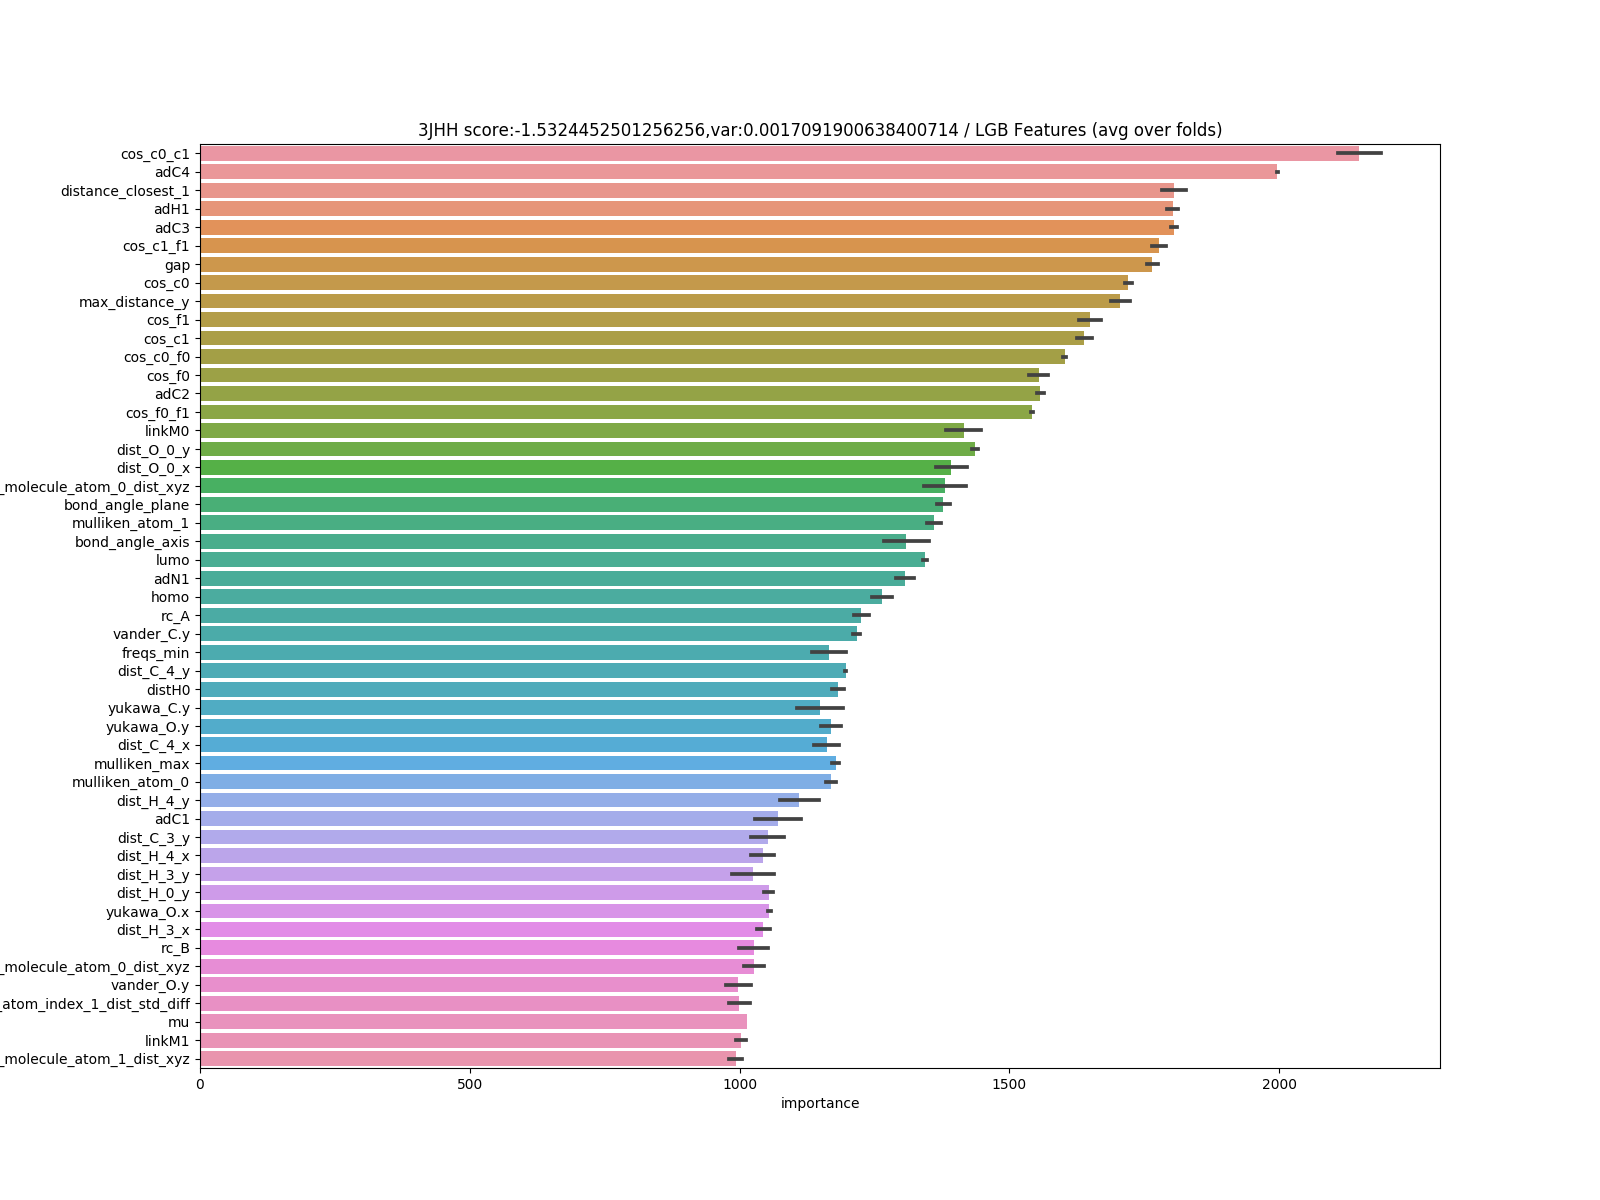 3JHH score:-1.5324452501256256,var:0.0017091900638400714 / LGB Features (avg over folds)
cos_c0_c1
adC4
distance_closest_1
adH1
adC3
cos_c1_f1
gap
cos_c0
max_distance_y
cos_f1
cos_c1
cos_c0_f0
cos_f0
adC2
cos_f0_f1
linkM0
dist_O_0_y
dist_O_0_x
_molecule_atom_0_dist_xyz
bond_angle_plane
mulliken_atom_1
bond_angle_axis
lumo
adN1
homo
rc_A
vander_C.y
freqs_min
dist_C_4_y
distH0
yukawa_C.y
yukawa_O.y
dist_C_4_x
mulliken_max
mulliken_atom_0
dist_H_4_y
adC1
dist_C_3_y
dist_H_4_x
dist_H_3_y
dist_H_0_y
yukawa_O.x
dist_H_3_x
rc_B
_molecule_atom_0_dist_xyz
vander_O.y
_atom_index_1_dist_std_diff
mu
linkM1
_molecule_atom_1_dist_xyz
0 500 1000 1500 2000
importance